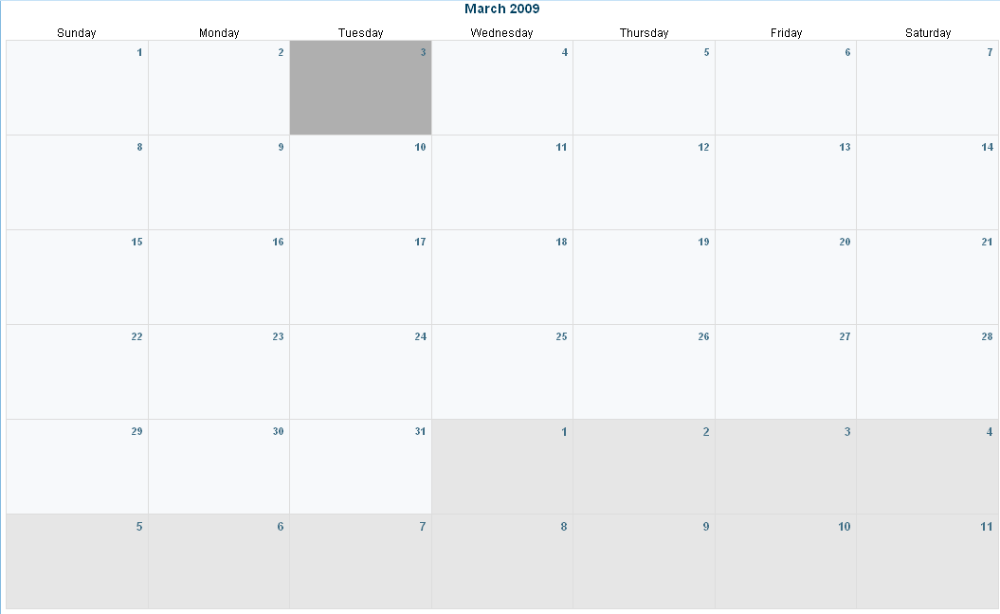 March 2009
Sunday Monday Tuesday Wednesday Thursday Friday Saturday
1 2 3 4 5 6 7
8 9 10 11 12 13 14
15 16 17 18 19 20 21
22 23 24 25 26 27 28
29 30 31 1 2 3 4
5 6 7 8 9 10 11